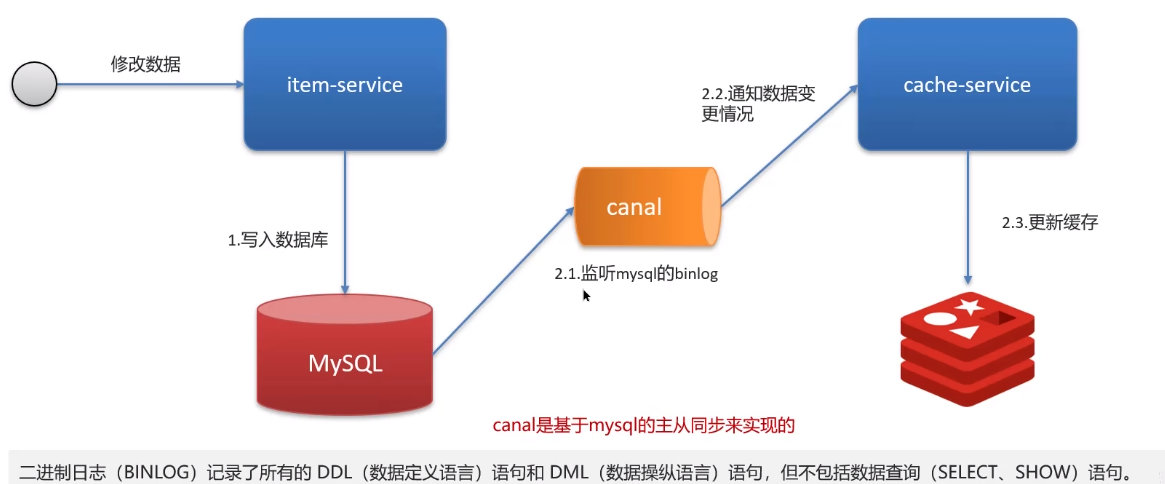 修改数据
item-service
2.2.通知数据变
更情况
cache-service
canal
1.写入数据库
2.3.更新缓存
2.1.监听mysql的binlog
MySQL
canal是基于mysql的主从同步来实现的
二进制日志（BINLOG）记录了所有的 DDL（数据定义语言）语句和 DML（数据操纵语言）语句，但不包括数据查询（SELECT、SHOW）语句。